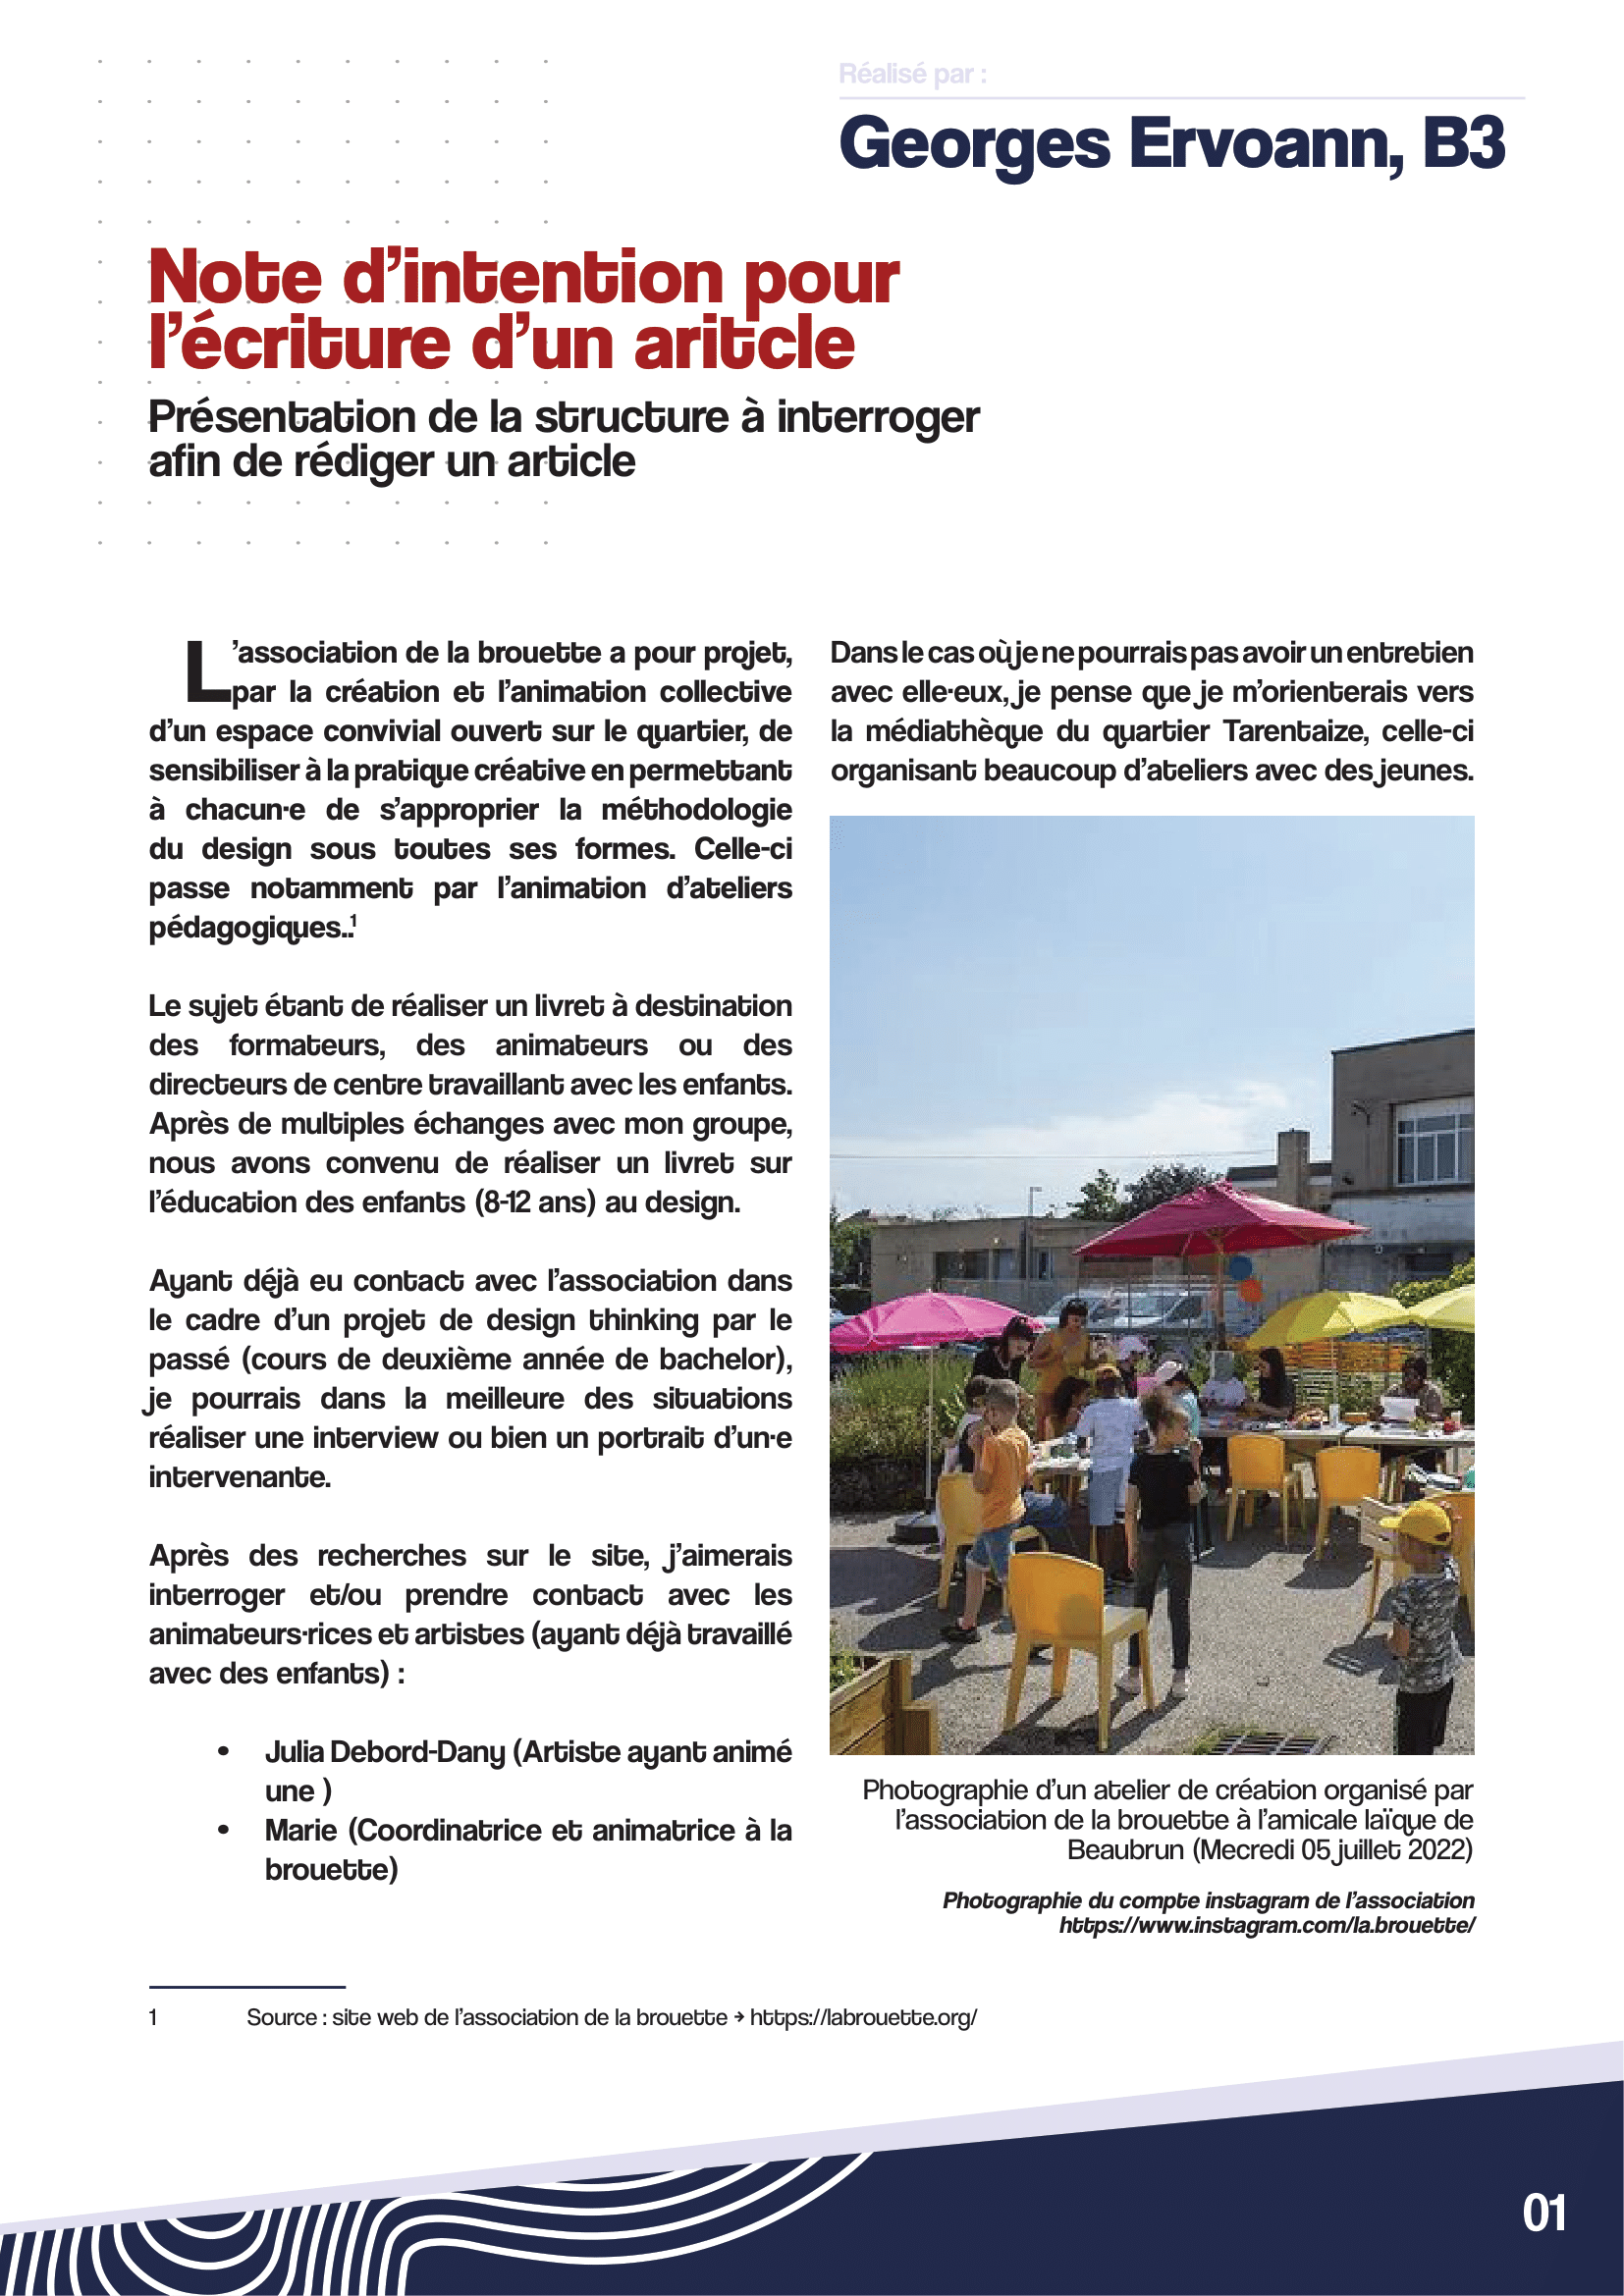 Réalisé par :
Georges Ervoann, B3
Note d’intention pour
l’écriture d’un aritcle
Présentation de la structure à interroger
afin de rédiger un article
L’association de la brouette a pour projet,
par la création et l’animation collective
d’un espace convivial ouvert sur le quartier, de
sensibiliser à la pratique créative en permettant
à chacun·e de s’approprier la méthodologie
du design sous toutes ses formes. Celle-ci
passe notamment par l’animation d’ateliers
pédagogiques..1
Le sujet étant de réaliser un livret à destination
des formateurs, des animateurs ou des
directeurs de centre travaillant avec les enfants.
Après de multiples échanges avec mon groupe,
nous avons convenu de réaliser un livret sur
l’éducation des enfants (8-12 ans) au design.
Ayant déjà eu contact avec l’association dans
le cadre d’un projet de design thinking par le
passé (cours de deuxième année de bachelor),
je pourrais dans la meilleure des situations
réaliser une interview ou bien un portrait d’un·e
intervenante.
Après des recherches sur le site, j’aimerais
interroger et/ou prendre contact avec les
animateurs·rices et artistes (ayant déjà travaillé
avec des enfants) :
• Julia Debord-Dany (Artiste ayant animé
une )
• Marie (Coordinatrice et animatrice à la
brouette)
Dans le cas où je ne pourrais pas avoir un entretien
avec elle·eux, je pense que je m’orienterais vers
la médiathèque du quartier Tarentaize, celle-ci
organisant beaucoup d’ateliers avec des jeunes.
Photographie d’un atelier de création organisé par
l’association de la brouette à l’amicale laïque de
Beaubrun (Mecredi 05 juillet 2022)
Photographie du compte instagram de l’association
https://www.instagram.com/la.brouette/
1 Source : site web de l’association de la brouette → https://labrouette.org/
01